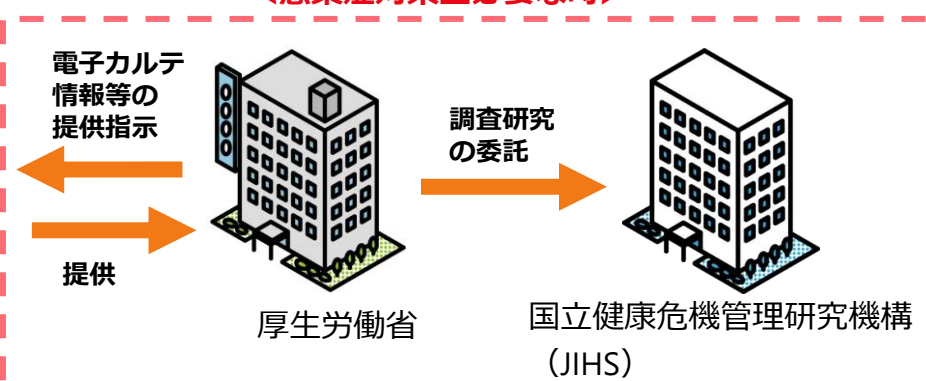 電子カルテ
情報等の
提供指示
調査研究
の委託
提供
厚生労働省
国立健康危機管理研究機構
（JIHS）